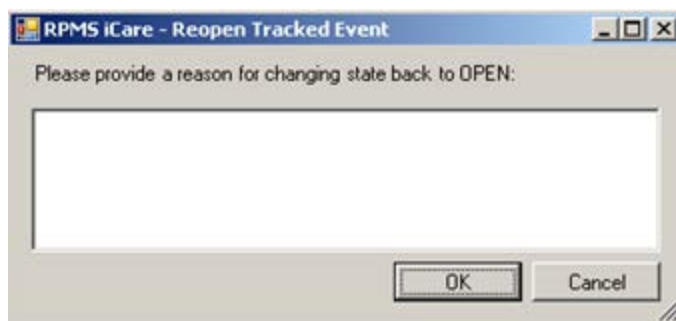 RPMS iCare - Reopen Tracked Event
Please provide a reason for changing state back to OPEN:
OK Cancel